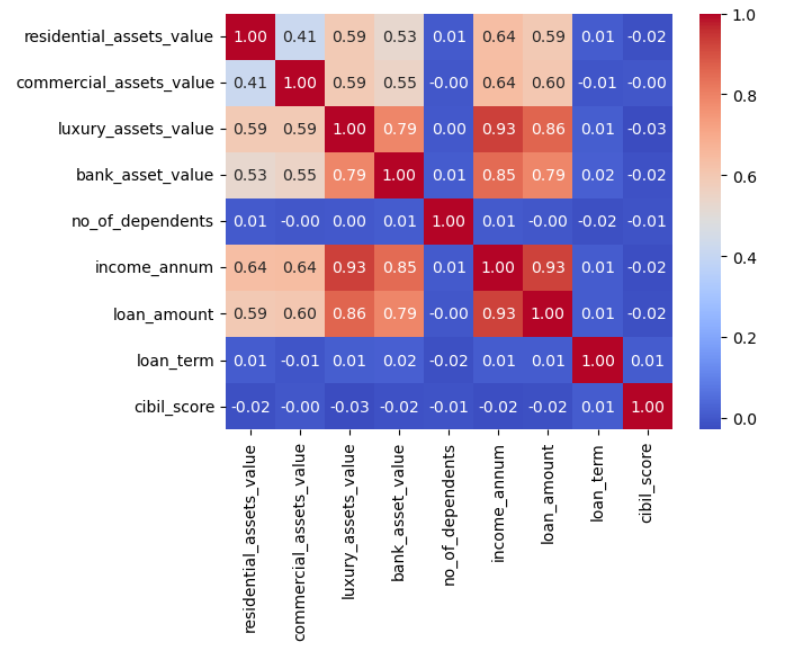 residential_assets_value 1.00 0.41 0.59 0.53 0.01 0.64 0.59 0.01 -0.02
commercial_assets_value 0.41 1.00 0.59 0.55 -0.00 0.64 0.60 -0.01 -0.00
luxury_assets_value 0.59 0.59 1.00 0.79 0.00 0.93 0.86 0.01 -0.03
bank_asset_value 0.53 0.55 0.79 1.00 0.01 0.85 0.79 0.02 -0.02
no_of_dependents 0.01 -0.00 0.00 0.01 1.00 0.01 -0.00 -0.02 -0.01
income_annum 0.64 0.64 0.93 0.85 0.01 1.00 0.93 0.01 -0.02
loan_amount 0.59 0.60 0.86 0.79 -0.00 0.93 1.00 0.01 -0.02
loan_term 0.01 -0.01 0.01 0.02 -0.02 0.01 0.01 1.00 0.01
cibil_score -0.02 -0.00 -0.03 -0.02 -0.01 -0.02 -0.02 0.01 1.00
residential_assets_value
commercial_assets_value
luxury_assets_value
bank_asset_value
no_of_dependents
income_annum
loan_amount
loan_term
cibil_score
1.0
0.8
0.6
0.4
0.2
0.0